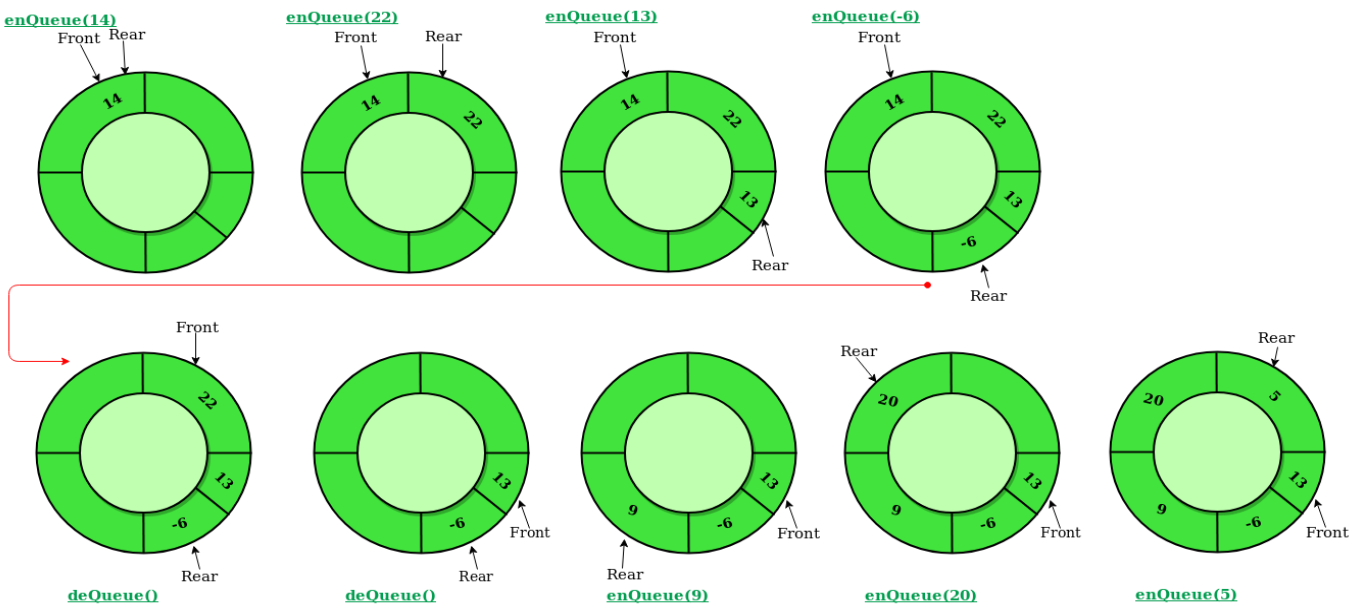 enQueue(14)
Front Rear
14
enQueue(22)
Front Rear
14
22
enQueue(13)
Front
14
22
13
Rear
enQueue(-6)
Front
14
22
13
-6
Rear
Front
22
13
-6
Rear
deQueue()
13
-6
Front
Rear
deQueue()
13
9
-6
Front
Rear
enQueue(9)
Rear
20
13
9
-6
Front
enQueue(20)
Rear
20
5
13
9
-6
Front
enQueue(5)